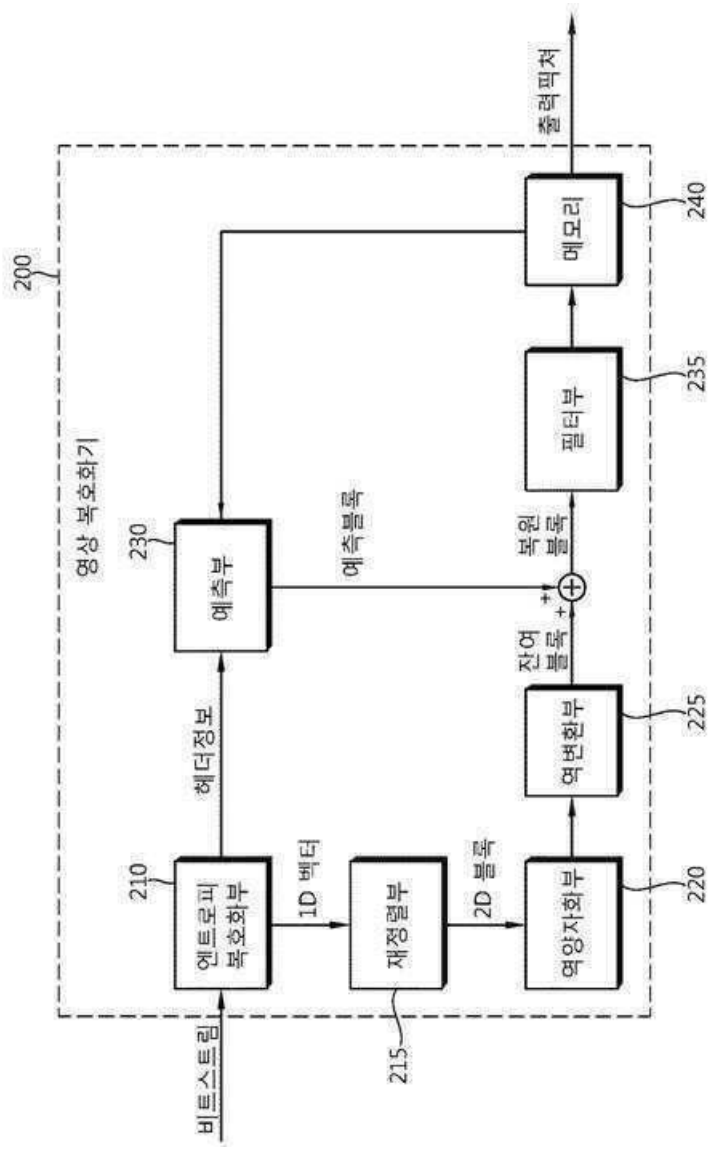 200
영상 복호화기
비트스트림
210
엔트로피
복호화부
헤더정보
230
예측부
1D 벡터
재정렬부
215
2D 블록
예측블록
역양자화부
220
역변환부
225
잔여
블록
+
++
복원
블록
필터부
235
메모리
240
출력픽쳐